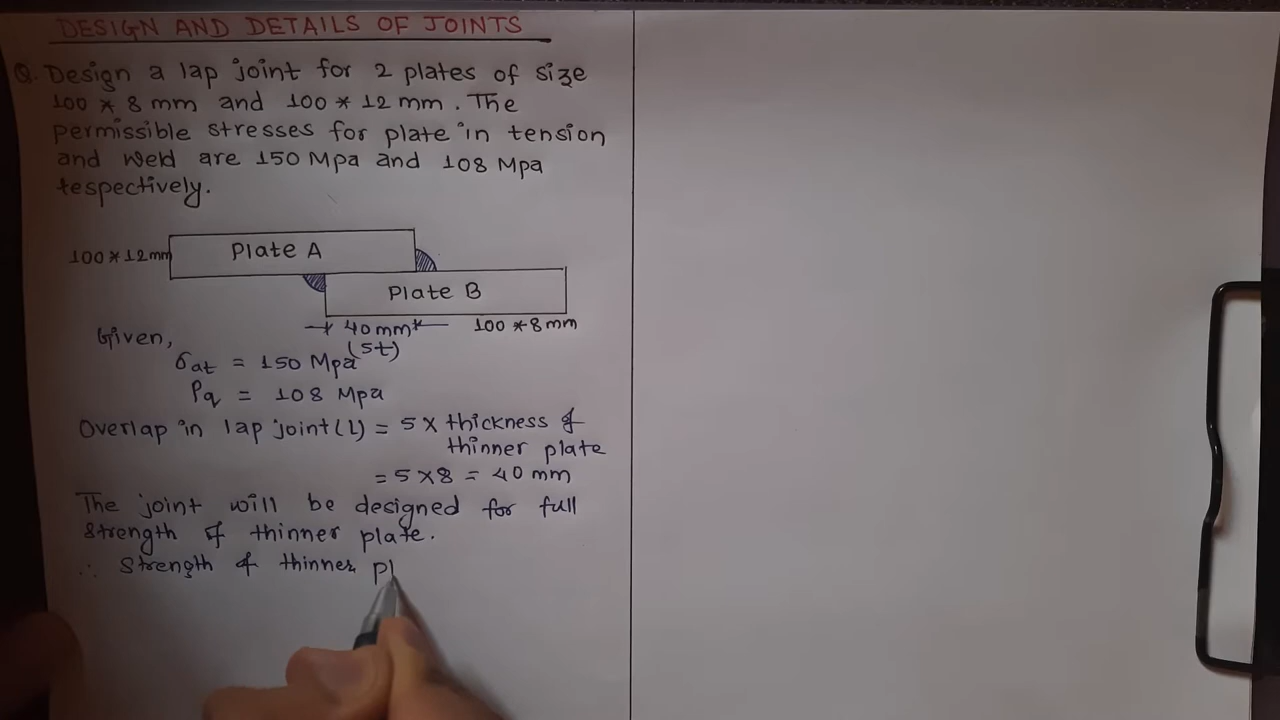 DESIGN AND DETAILS OF JOINTS
Q. Design a lap joint for 2 plates of size
100 * 8 mm and 100 * 12 mm. The
permissible stresses for plate in tension
and weld are 150 Mpa and 108 Mpa
respectively.
100 * 12mm
Plate A
Plate B
40 mm
100 * 8 mm
(5t)
Given,
σat = 150 Mpa
Pq = 108 Mpa
Overlap in lap joint (L) = 5 × thickness of
thinner plate
= 5 × 8 = 40 mm
The joint will be designed for full
strength of thinner plate.
∴ Strength of thinner pl